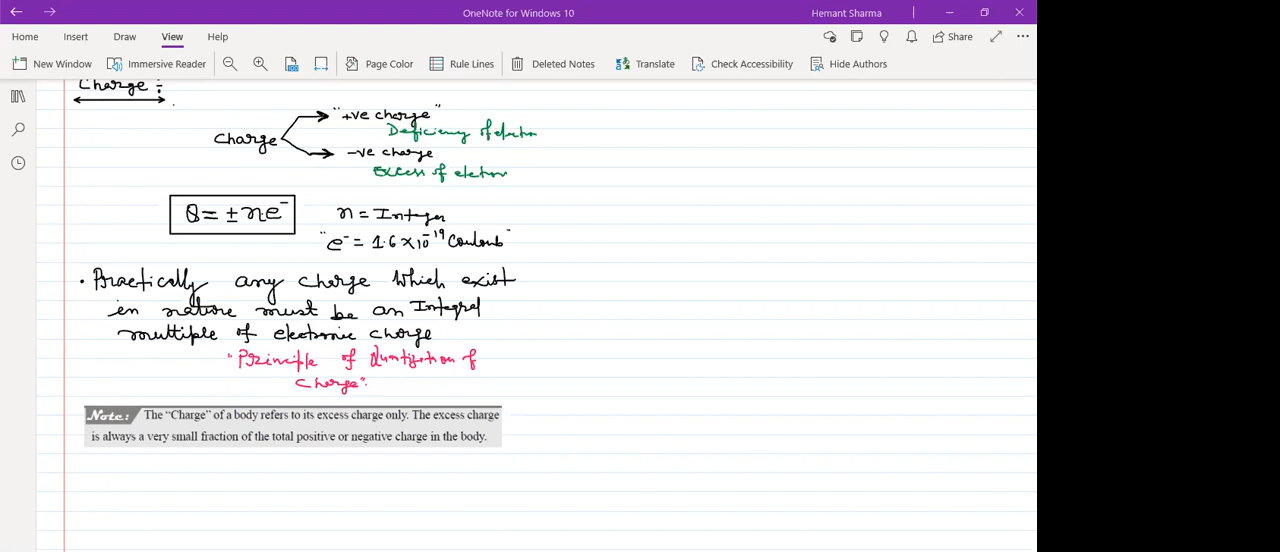 OneNote for Windows 10
Hemant Sharma
Home Insert Draw View Help
Share
New Window Immersive Reader Page Color Rule Lines Deleted Notes Translate Check Accessibility Hide Authors
Charge :-
"+ve charge"
Deficiency of electron
Charge
-ve charge
Excess of electron
Q = ± n.e⁻
n = Integer
"e⁻ = 1.6 × 10⁻¹⁹ Coulomb"
• Practically any charge which exist
in nature must be an Integral
multiple of electronic charge
"Principle of Quantization of
Charge".
Note: The “Charge” of a body refers to its excess charge only. The excess charge
is always a very small fraction of the total positive or negative charge in the body.